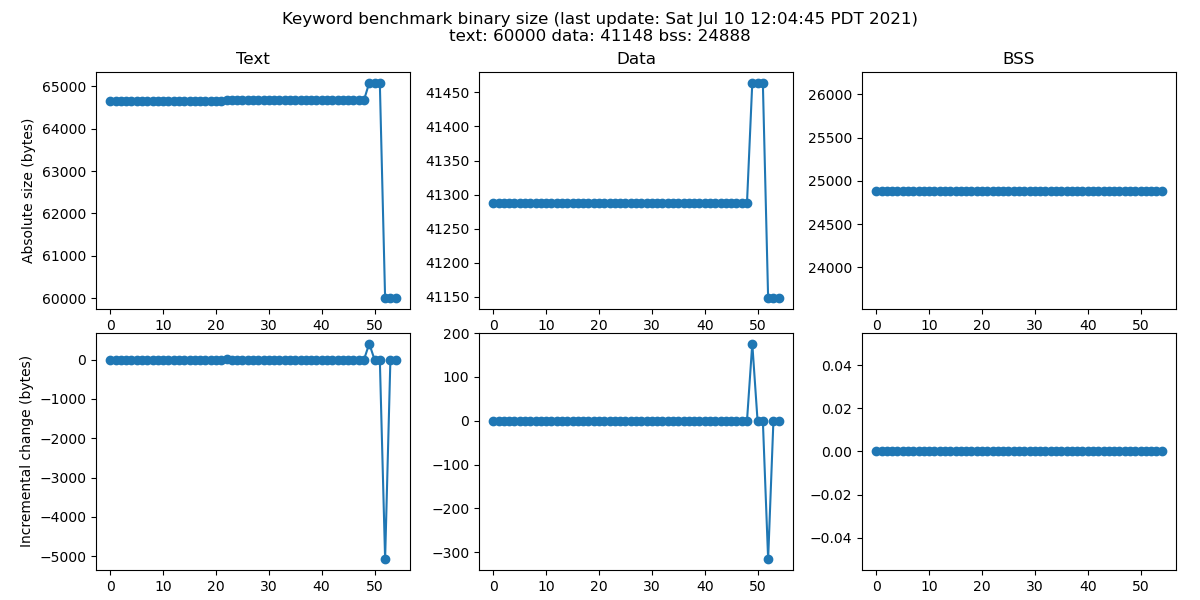 Keyword benchmark binary size (last update: Sat Jul 10 12:04:45 PDT 2021)
text: 60000 data: 41148 bss: 24888
Text
Data
BSS
Absolute size (bytes)
65000
64000
63000
62000
61000
60000
0 10 20 30 40 50
41450
41400
41350
41300
41250
41200
41150
0 10 20 30 40 50
26000
25500
25000
24500
24000
0 10 20 30 40 50
Incremental change (bytes)
0
−1000
−2000
−3000
−4000
−5000
0 10 20 30 40 50
200
100
0
−100
−200
−300
0 10 20 30 40 50
0.04
0.02
0.00
−0.02
−0.04
0 10 20 30 40 50